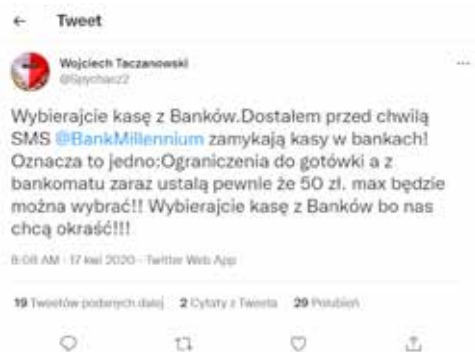 Tweet
Wojciech Taczanowski
@Spychacz2
Wybierajcie kasę z Banków.Dostałem przed chwilą
SMS @BankMillennium zamykają kasy w bankach!
Oznacza to jedno:Ograniczenia do gotówki a z
bankomatu zaraz ustalą pewnie że 50 zł. max będzie
można wybrać!! Wybierajcie kasę z Banków bo nas
chcą okraść!!!
8:08 AM · 17 kwi 2020 · Twitter Web App
19 Tweetów podanych dalej 2 Cytaty z Tweeta 29 Polubień